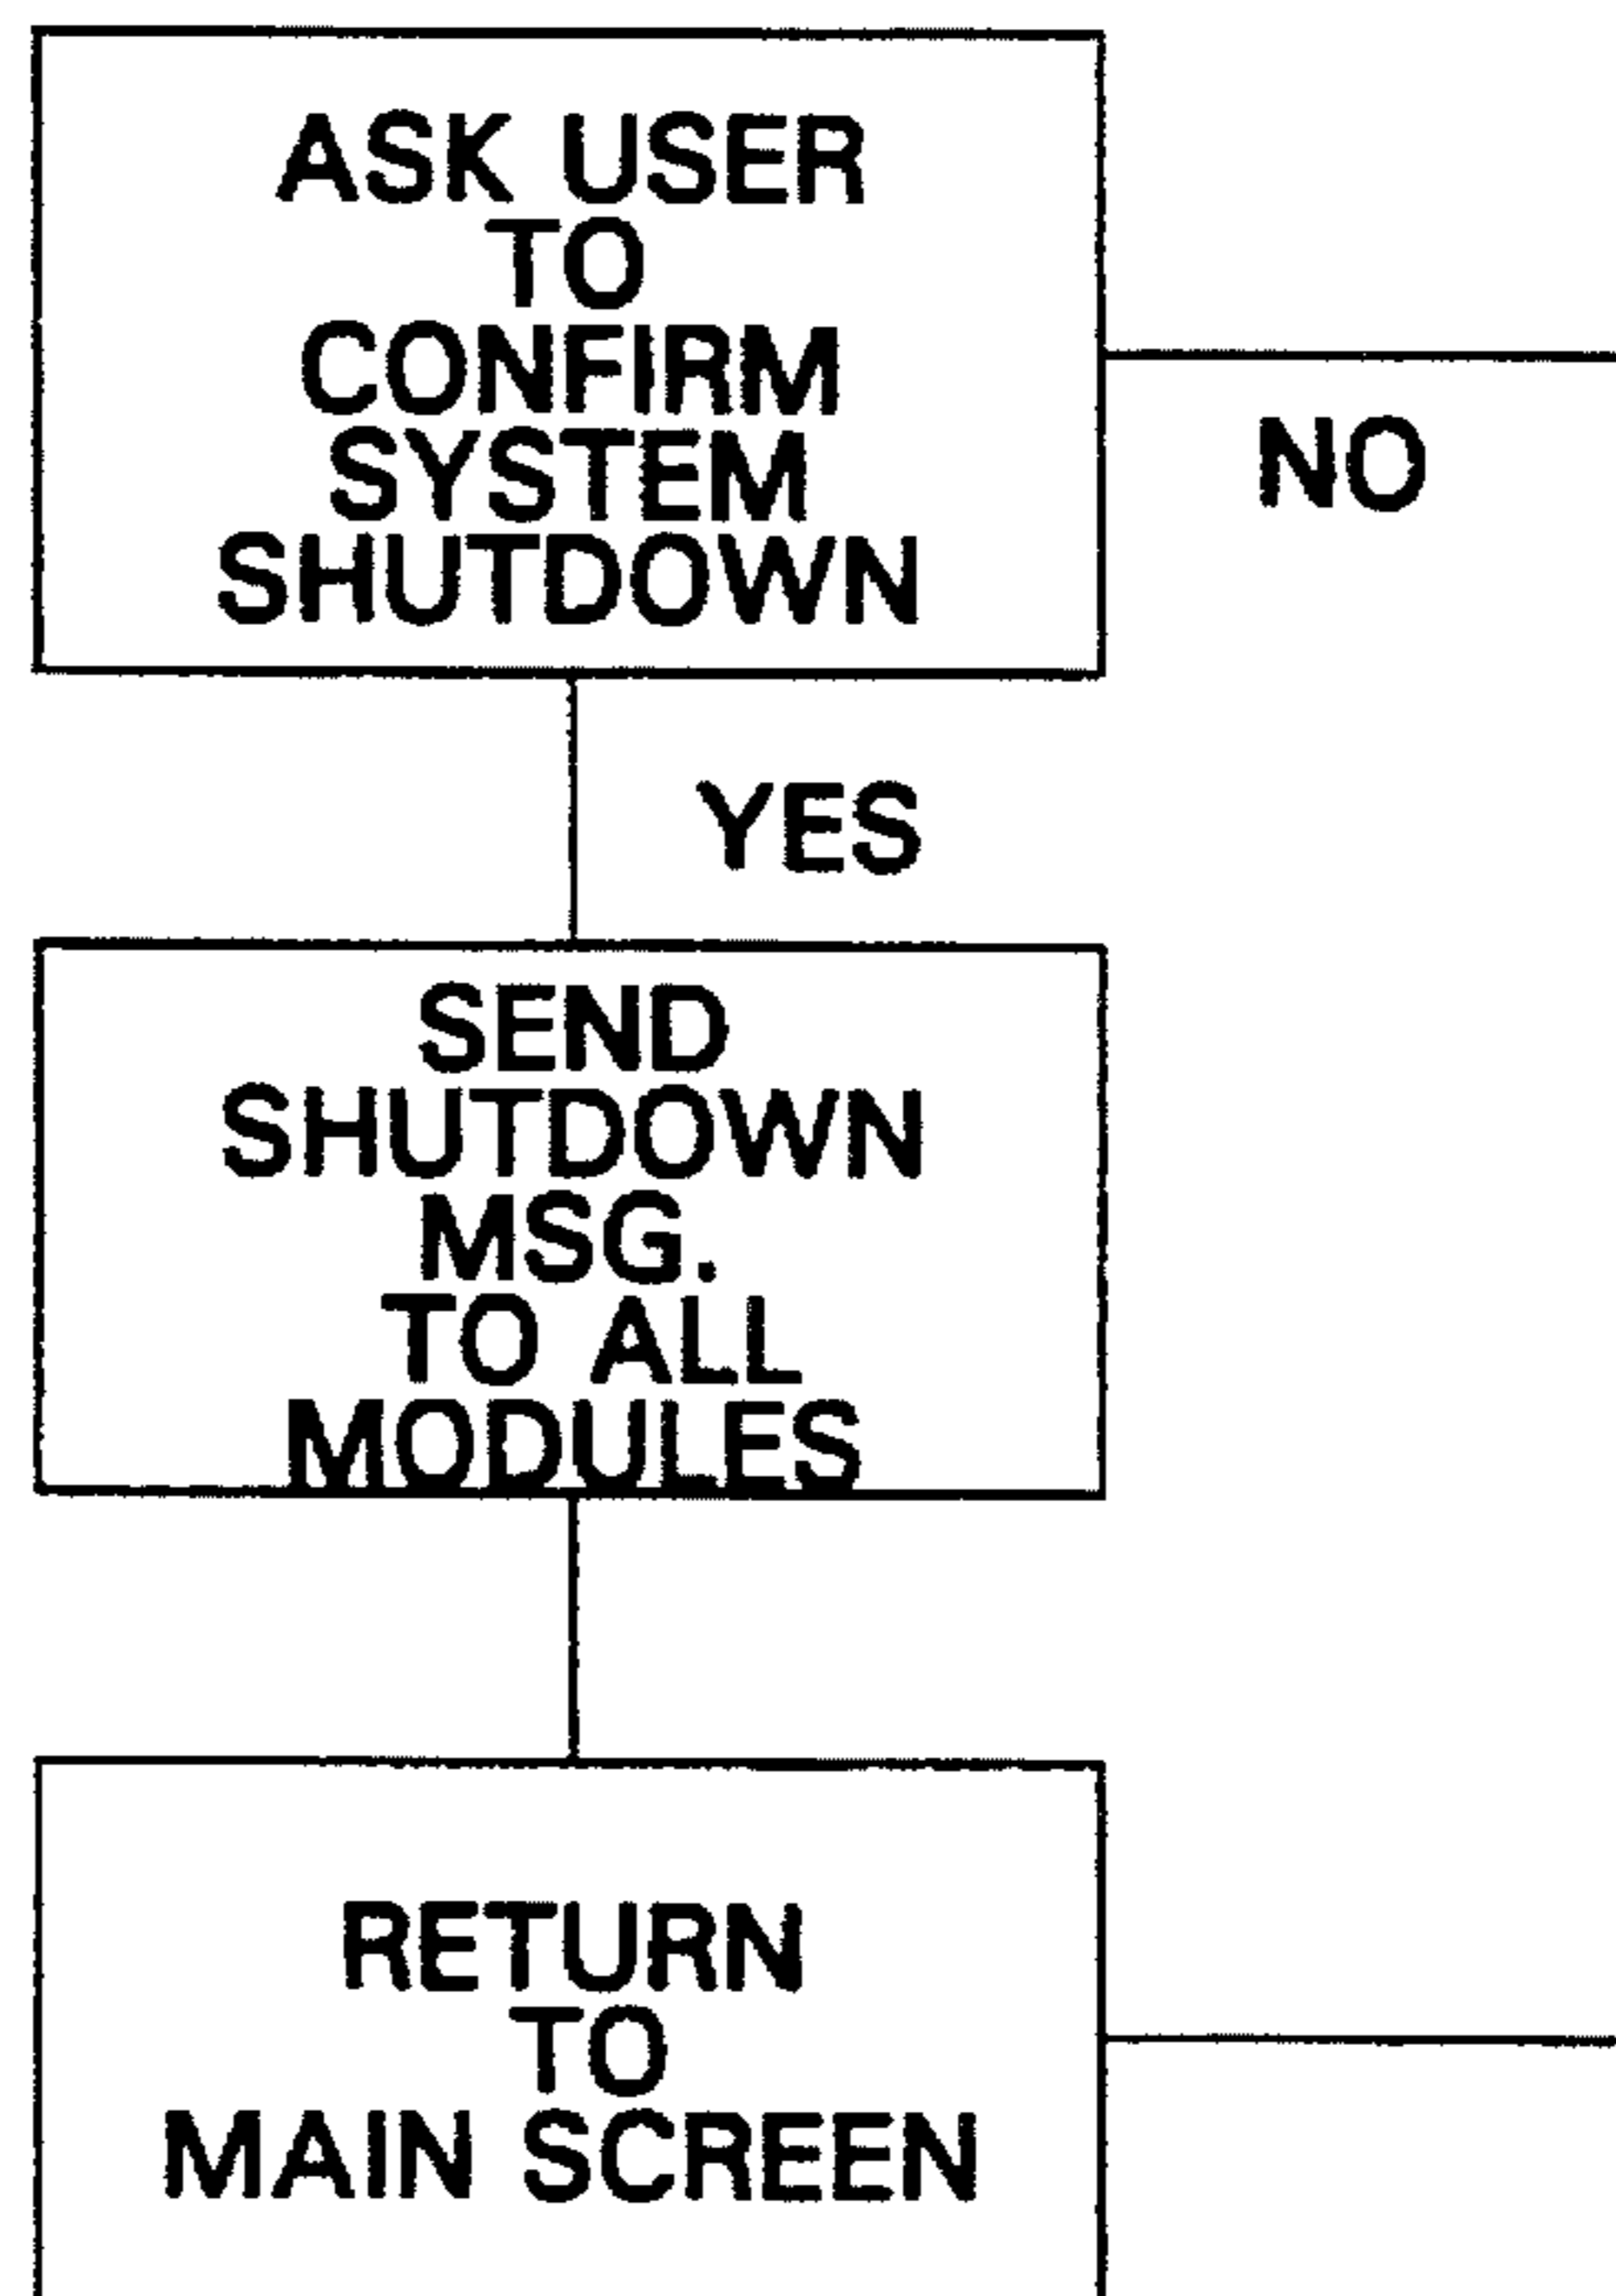 ASK USER
TO
CONFIRM
SYSTEM
SHUTDOWN
NO
YES
SEND
SHUTDOWN
MSG.
TO ALL
MODULES
RETURN
TO
MAIN SCREEN